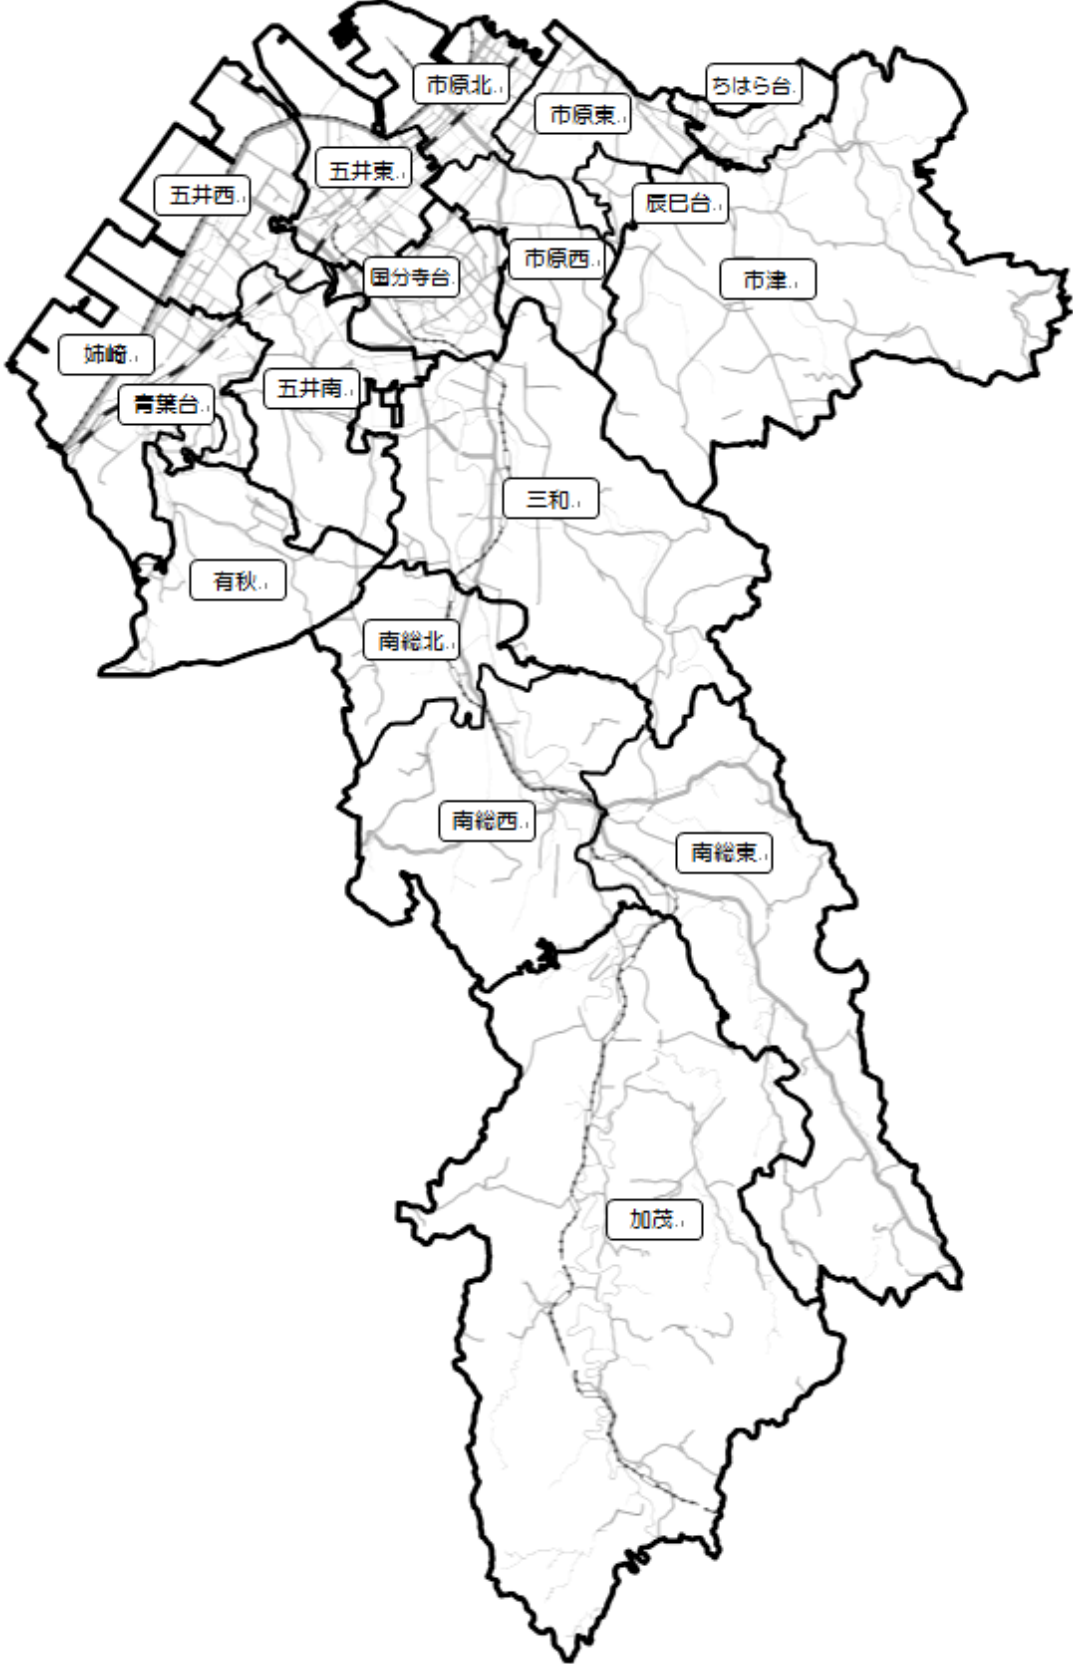 市原北
ちはら台
市原東
五井東
五井西
辰巳台
市原西
国分寺台
市津
姉崎
五井南
青葉台
三和
有秋
南総北
南総西
南総東
加茂